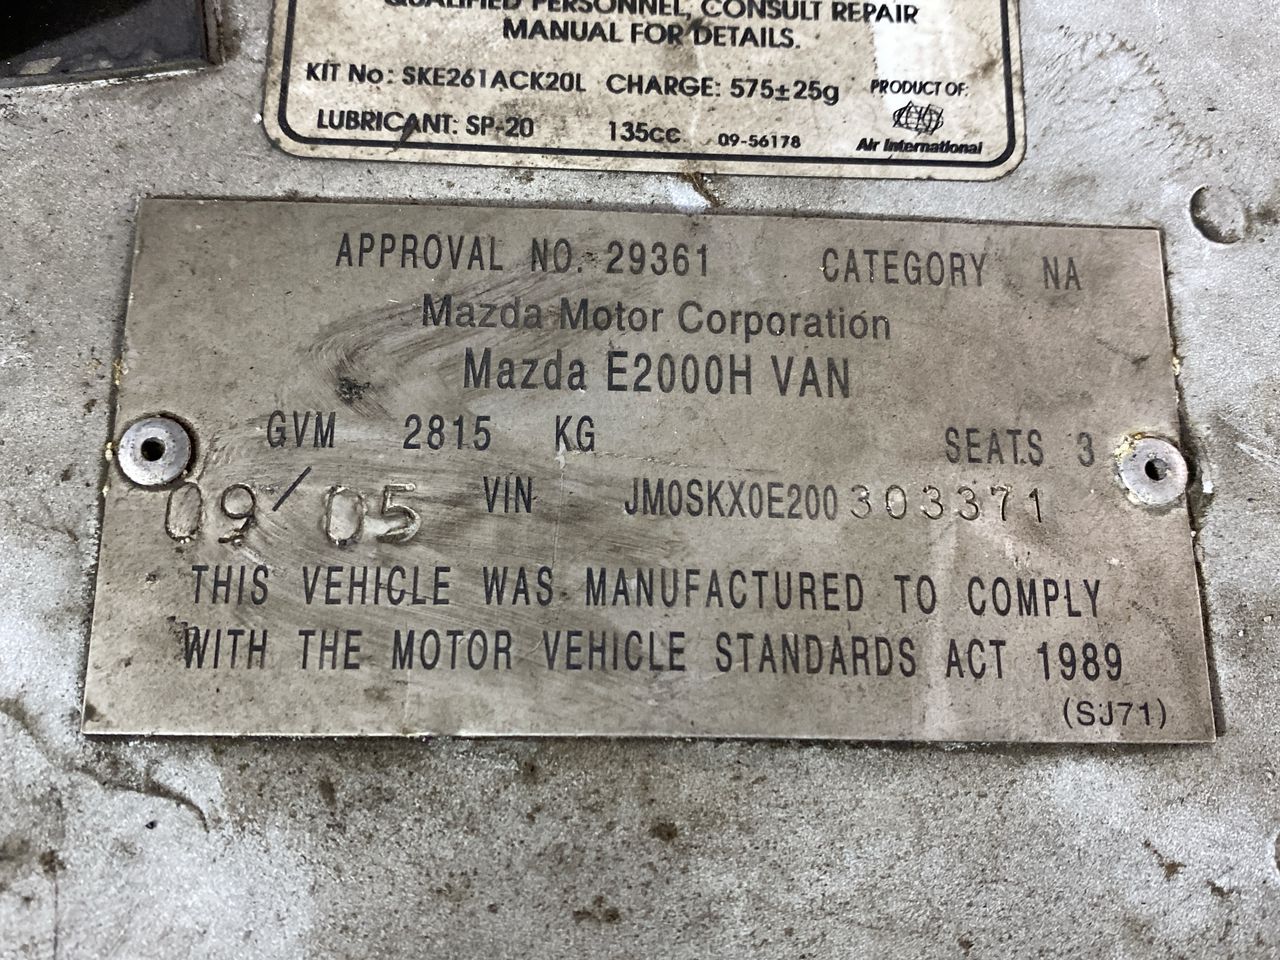 QUALIFIED PERSONNEL, CONSULT REPAIR
MANUAL FOR DETAILS.
KIT No: SKE261ACK20L CHARGE: 575±25g PRODUCT OF:
LUBRICANT: SP-20 135cc 09-56178 Air International
APPROVAL NO. 29361 CATEGORY NA
Mazda Motor Corporation
Mazda E2000H VAN
GVM 2815 KG SEATS 3
09/05 VIN JM0SKX0E200303371
THIS VEHICLE WAS MANUFACTURED TO COMPLY
WITH THE MOTOR VEHICLE STANDARDS ACT 1989
(SJ71)